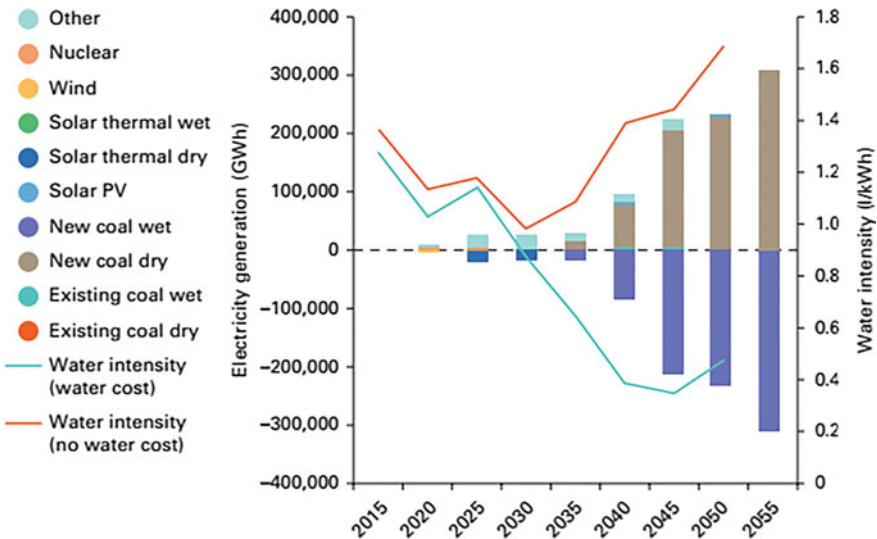 Other
Nuclear
Wind
Solar thermal wet
Solar thermal dry
Solar PV
New coal wet
New coal dry
Existing coal wet
Existing coal dry
Water intensity
(water cost)
Water intensity
(no water cost)
Electricity generation (GWh)
400,000
300,000
200,000
100,000
0
−100,000
−200,000
−300,000
−400,000
1.8
1.6
1.4
1.2
1.0
0.8
0.6
0.4
0.2
0
Water intensity (l/kWh)
2015
2020
2025
2030
2035
2040
2045
2050
2055